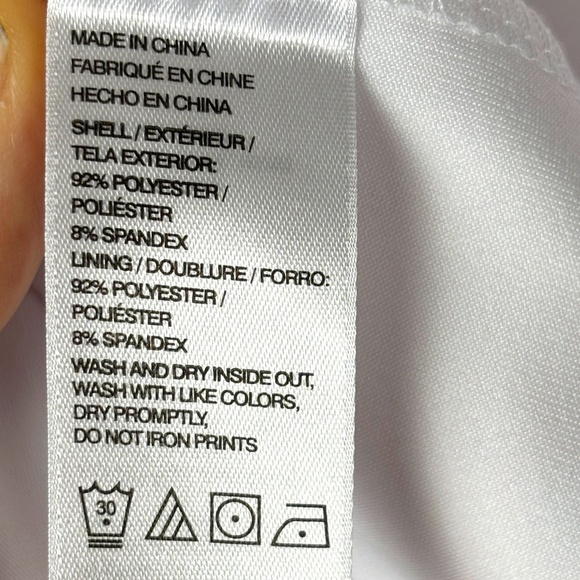 MADE IN CHINA
FABRIQUÉ EN CHINE
HECHO EN CHINA
SHELL / EXTÉRIEUR /
TELA EXTERIOR:
92% POLYESTER /
POLIÉSTER
8% SPANDEX
LINING / DOUBLURE / FORRO:
92% POLYESTER /
POLIÉSTER
8% SPANDEX
WASH AND DRY INSIDE OUT,
WASH WITH LIKE COLORS,
DRY PROMPTLY,
DO NOT IRON PRINTS
30